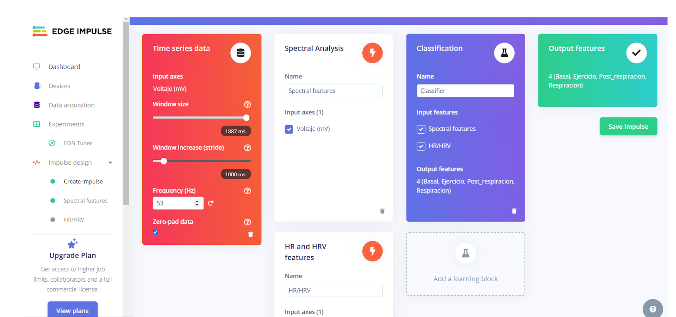 EDGE IMPULSE
Dashboard
Devices
Data acquisition
Experiments
EON Tuner
Impulse design
Create impulse
Spectral features
HR/HRV
Upgrade Plan
Get access to higher job
limits, collaborators and a full
commercial license.
View plans
Time series data
Input axes
Voltaje (mV)
Window size
1887 ms.
Window increase (stride)
1000 ms.
Frequency (Hz)
53
Zero-pad data
Spectral Analysis
Name
Spectral features
Input axes (1)
Voltaje (mV)
HR and HRV
features
Name
HR/HRV
Input axes (1)
Classification
Name
Classifier
Input features
Spectral features
HR/HRV
Output features
4 (Basal, Ejercicio, Post_respiracion,
Respiracion)
Add a learning block
Output features
4 (Basal, Ejercicio, Post_respiracion,
Respiracion)
Save Impulse